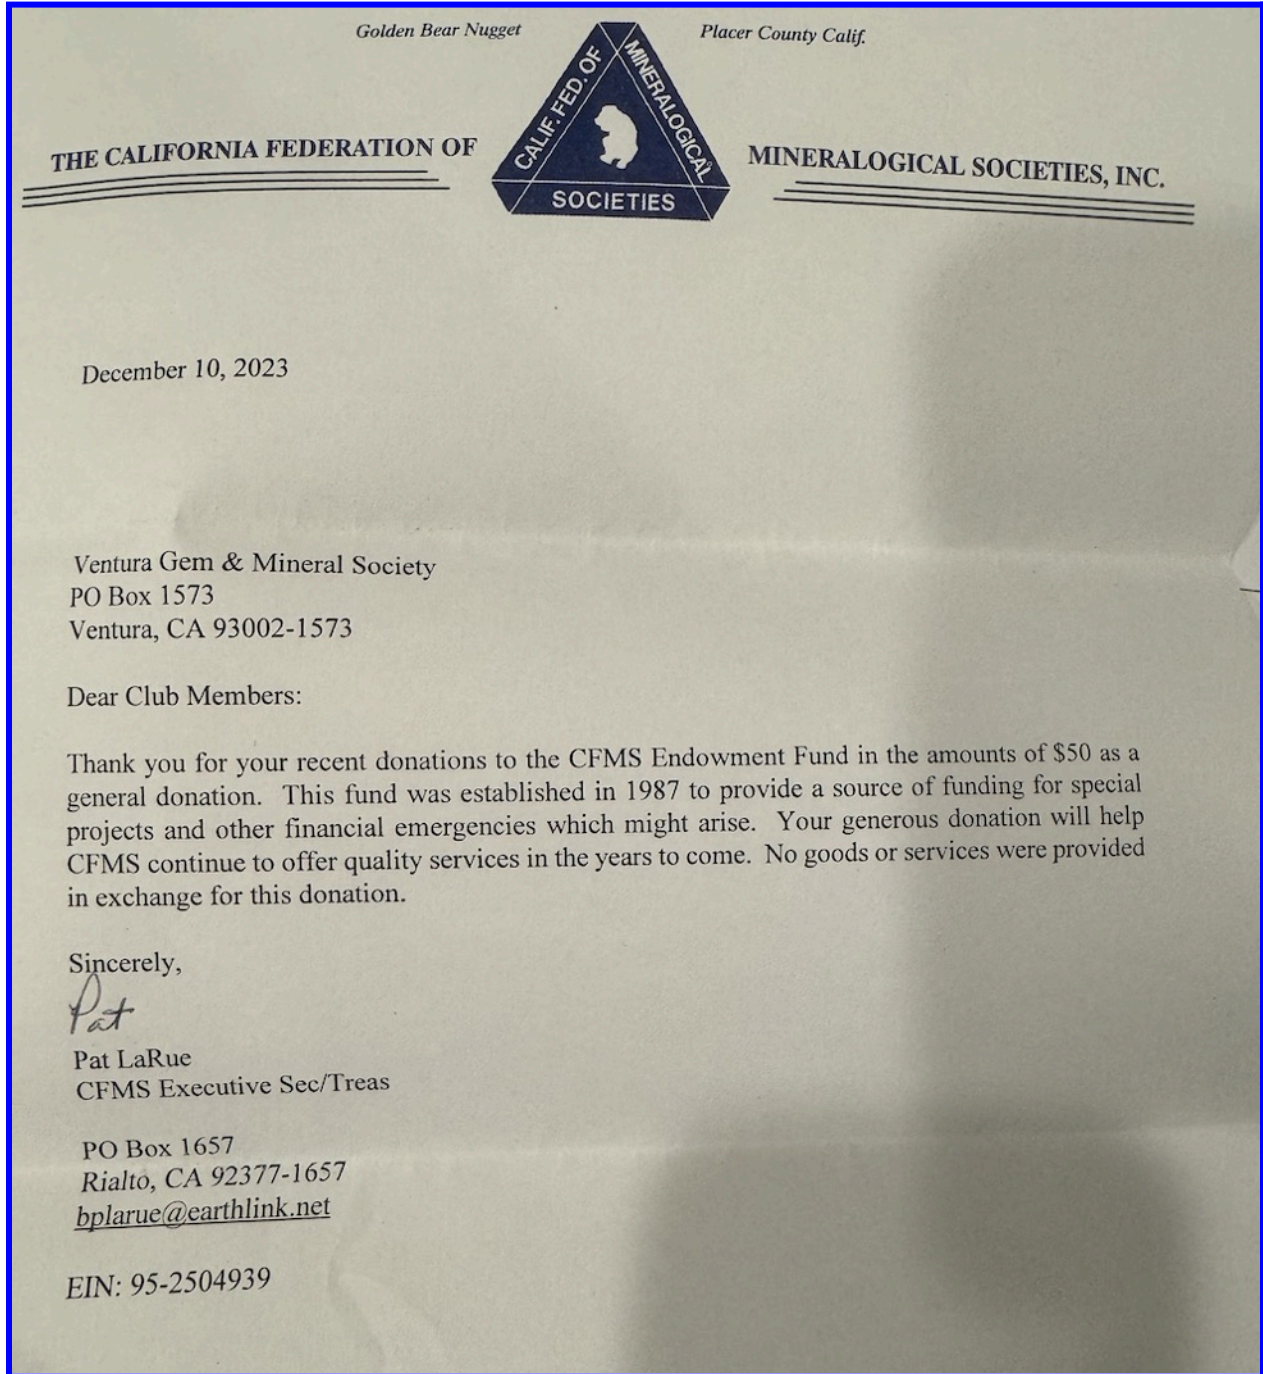 Golden Bear Nugget
Placer County Calif.
CALIF. FED. OF
MINERALOGICAL
SOCIETIES
THE CALIFORNIA FEDERATION OF
MINERALOGICAL SOCIETIES, INC.
December 10, 2023
Ventura Gem & Mineral Society
PO Box 1573
Ventura, CA 93002-1573
Dear Club Members:
Thank you for your recent donations to the CFMS Endowment Fund in the amounts of $50 as a
general donation. This fund was established in 1987 to provide a source of funding for special
projects and other financial emergencies which might arise. Your generous donation will help
CFMS continue to offer quality services in the years to come. No goods or services were provided
in exchange for this donation.
Sincerely,
Pat
Pat LaRue
CFMS Executive Sec/Treas
PO Box 1657
Rialto, CA 92377-1657
bplarue@earthlink.net
EIN: 95-2504939